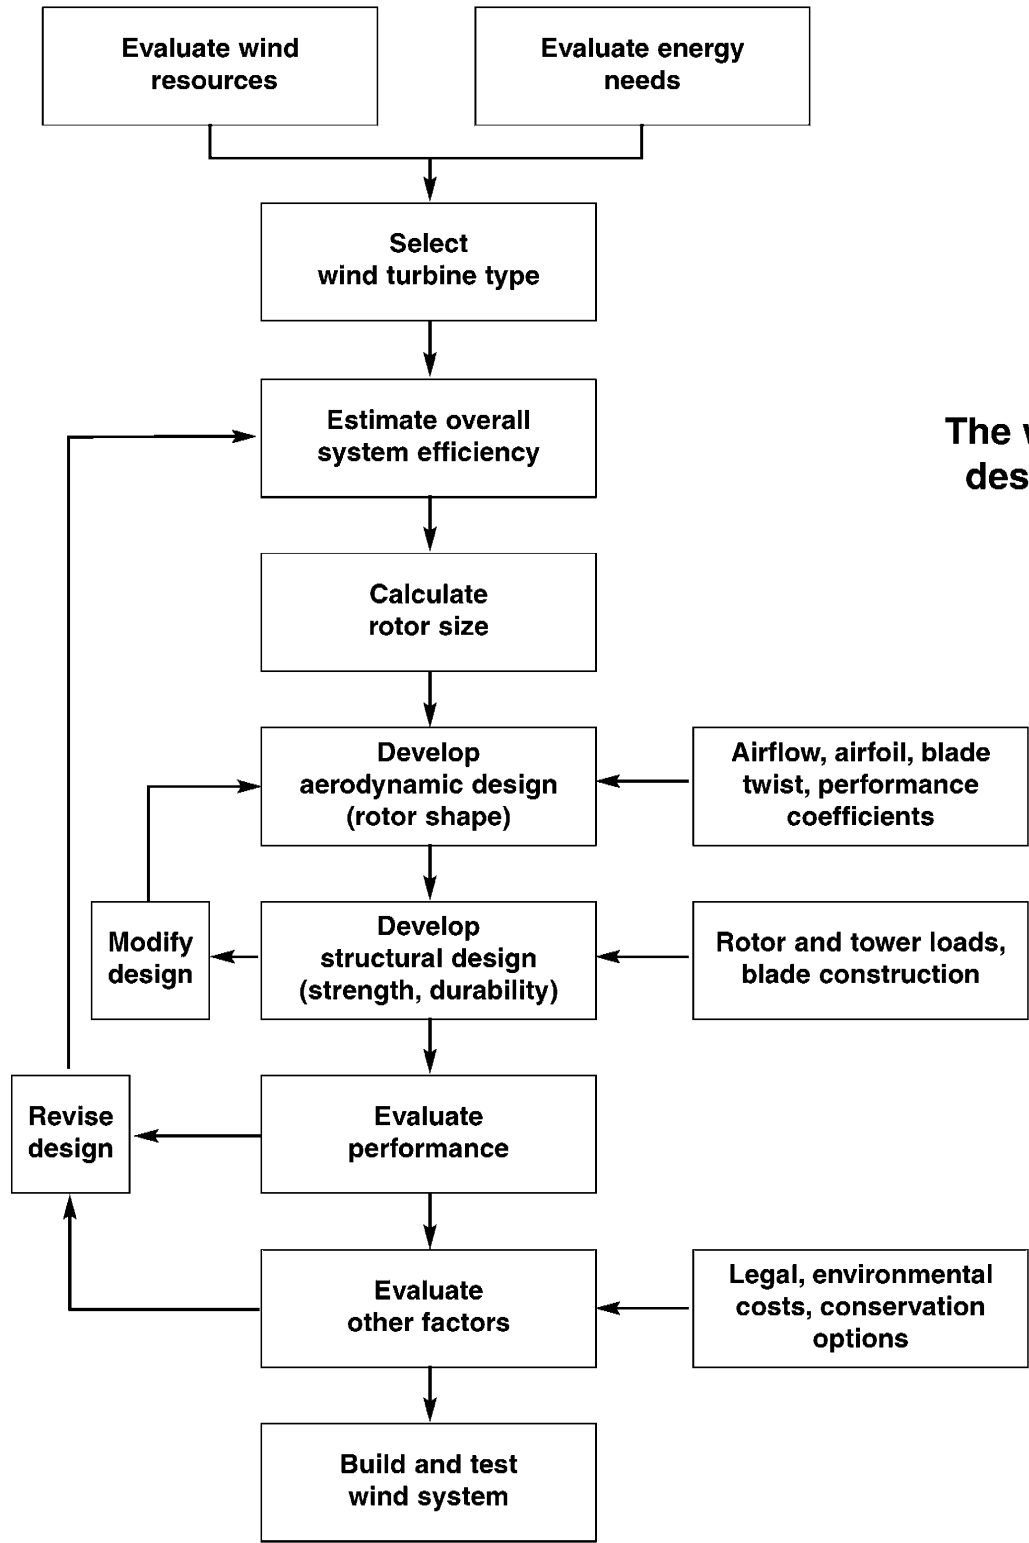 Evaluate wind
resources
Evaluate energy
needs
Select
wind turbine type
Estimate overall
system efficiency
The
des
Calculate
rotor size
Develop
aerodynamic design
(rotor shape)
Airflow, airfoil, blade
twist, performance
coefficients
Modify
design
Develop
structural design
(strength, durability)
Rotor and tower loads,
blade construction
Revise
design
Evaluate
performance
Evaluate
other factors
Legal, environmental
costs, conservation
options
Build and test
wind system